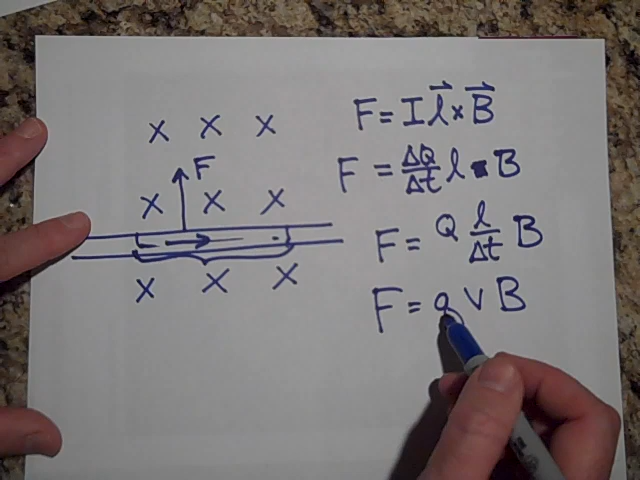 x x x
F
x x x
x x x
F = I l⃗ × B⃗
F = ΔQ/Δt l · B
F = Q l/Δt B
F = q v B